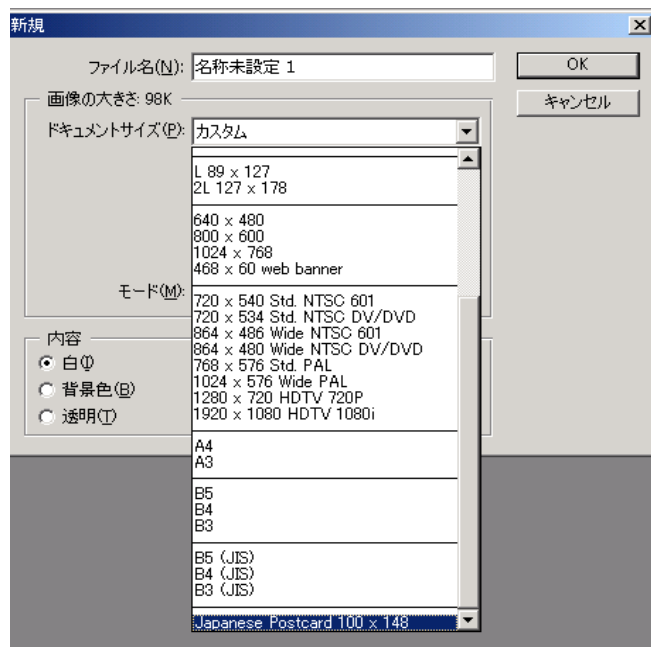 新規
ファイル名(N): 名称未設定 1
OK
画像の大きさ: 98K
キャンセル
ドキュメントサイズ(P): カスタム
L 89 x 127
2L 127 x 178
640 x 480
800 x 600
1024 x 768
468 x 60 web banner
モード(M):
720 x 540 Std. NTSC 601
720 x 534 Std. NTSC DV/DVD
864 x 486 Wide NTSC 601
864 x 480 Wide NTSC DV/DVD
768 x 576 Std. PAL
1024 x 576 Wide PAL
1280 x 720 HDTV 720P
1920 x 1080 HDTV 1080i
内容
白(I)
背景色(B)
透明(T)
A4
A3
B5
B4
B3
B5 (JIS)
B4 (JIS)
B3 (JIS)
Japanese Postcard 100 x 148